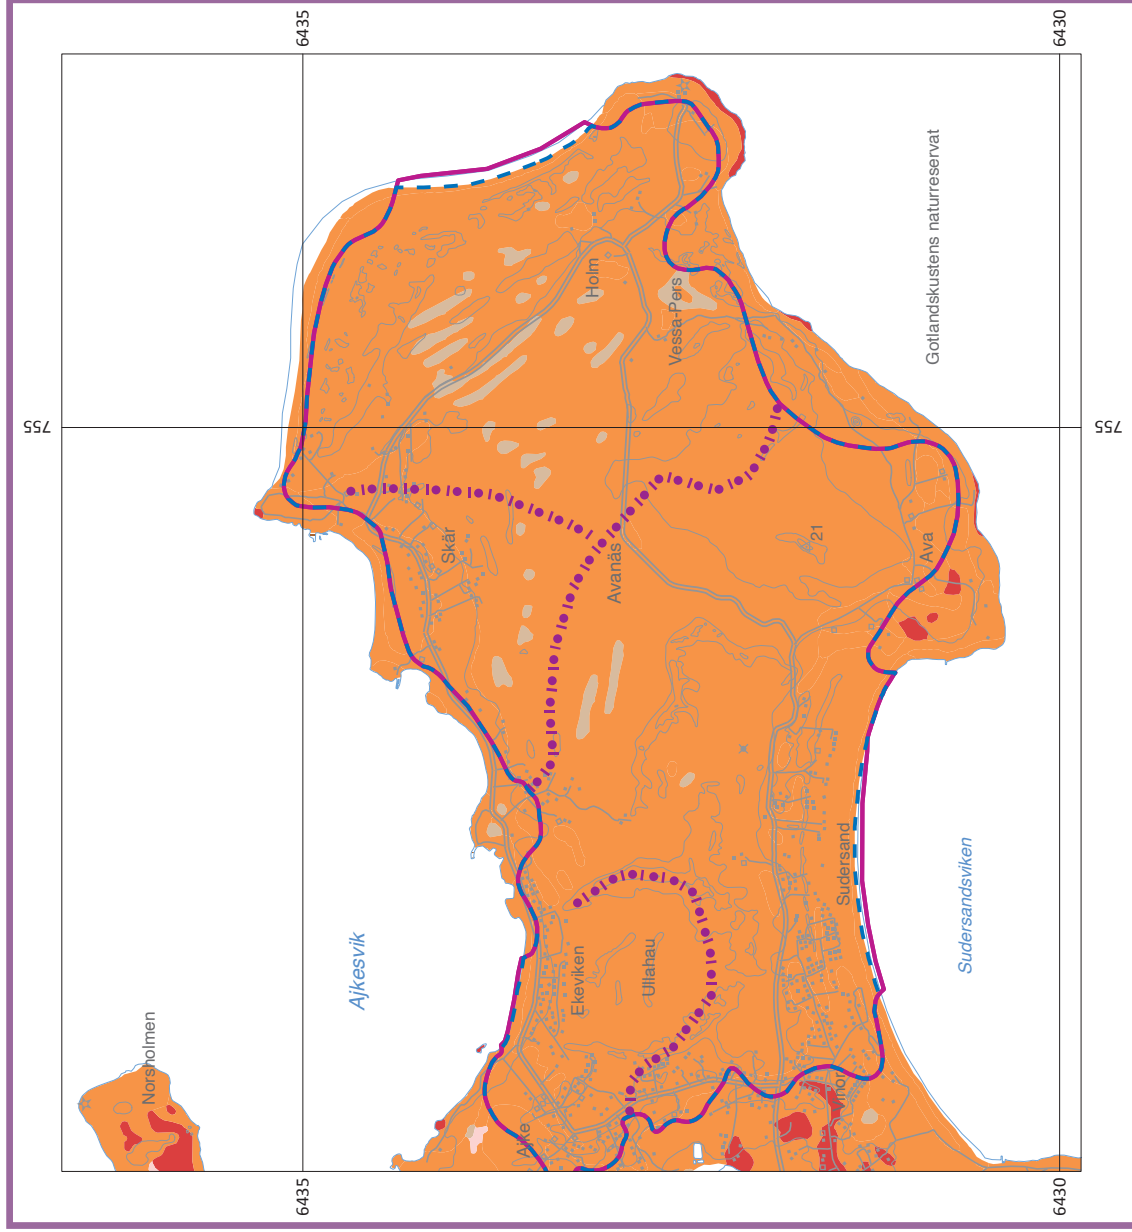 6435
6430
755
755
Norsholmen
Ajkesvik
Holm
Vessa-Pers
Gotlandskustens naturreservat
Skär
Avanäs
21
Ava
Sudersand
Sudersandsviken
Ekeviken
Ullahau
Ajke
6435
6430